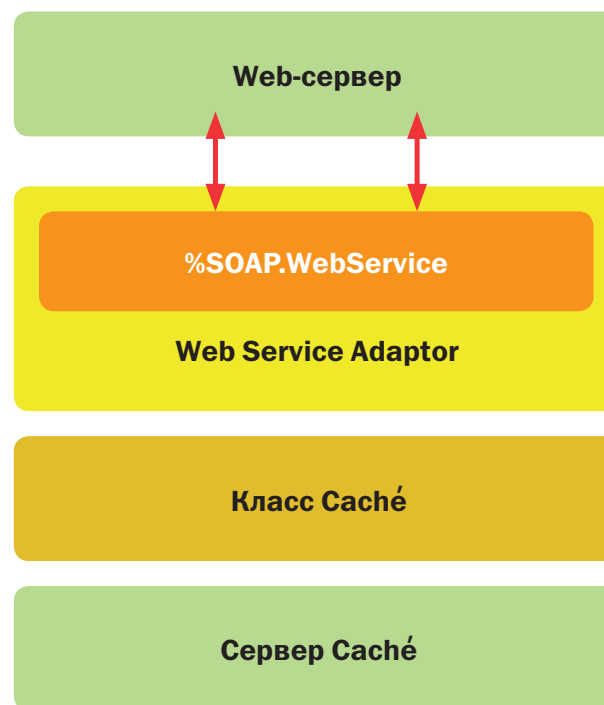 Web-сервер
%SOAP.WebService
Web Service Adaptor
Класс Caché
Сервер Caché